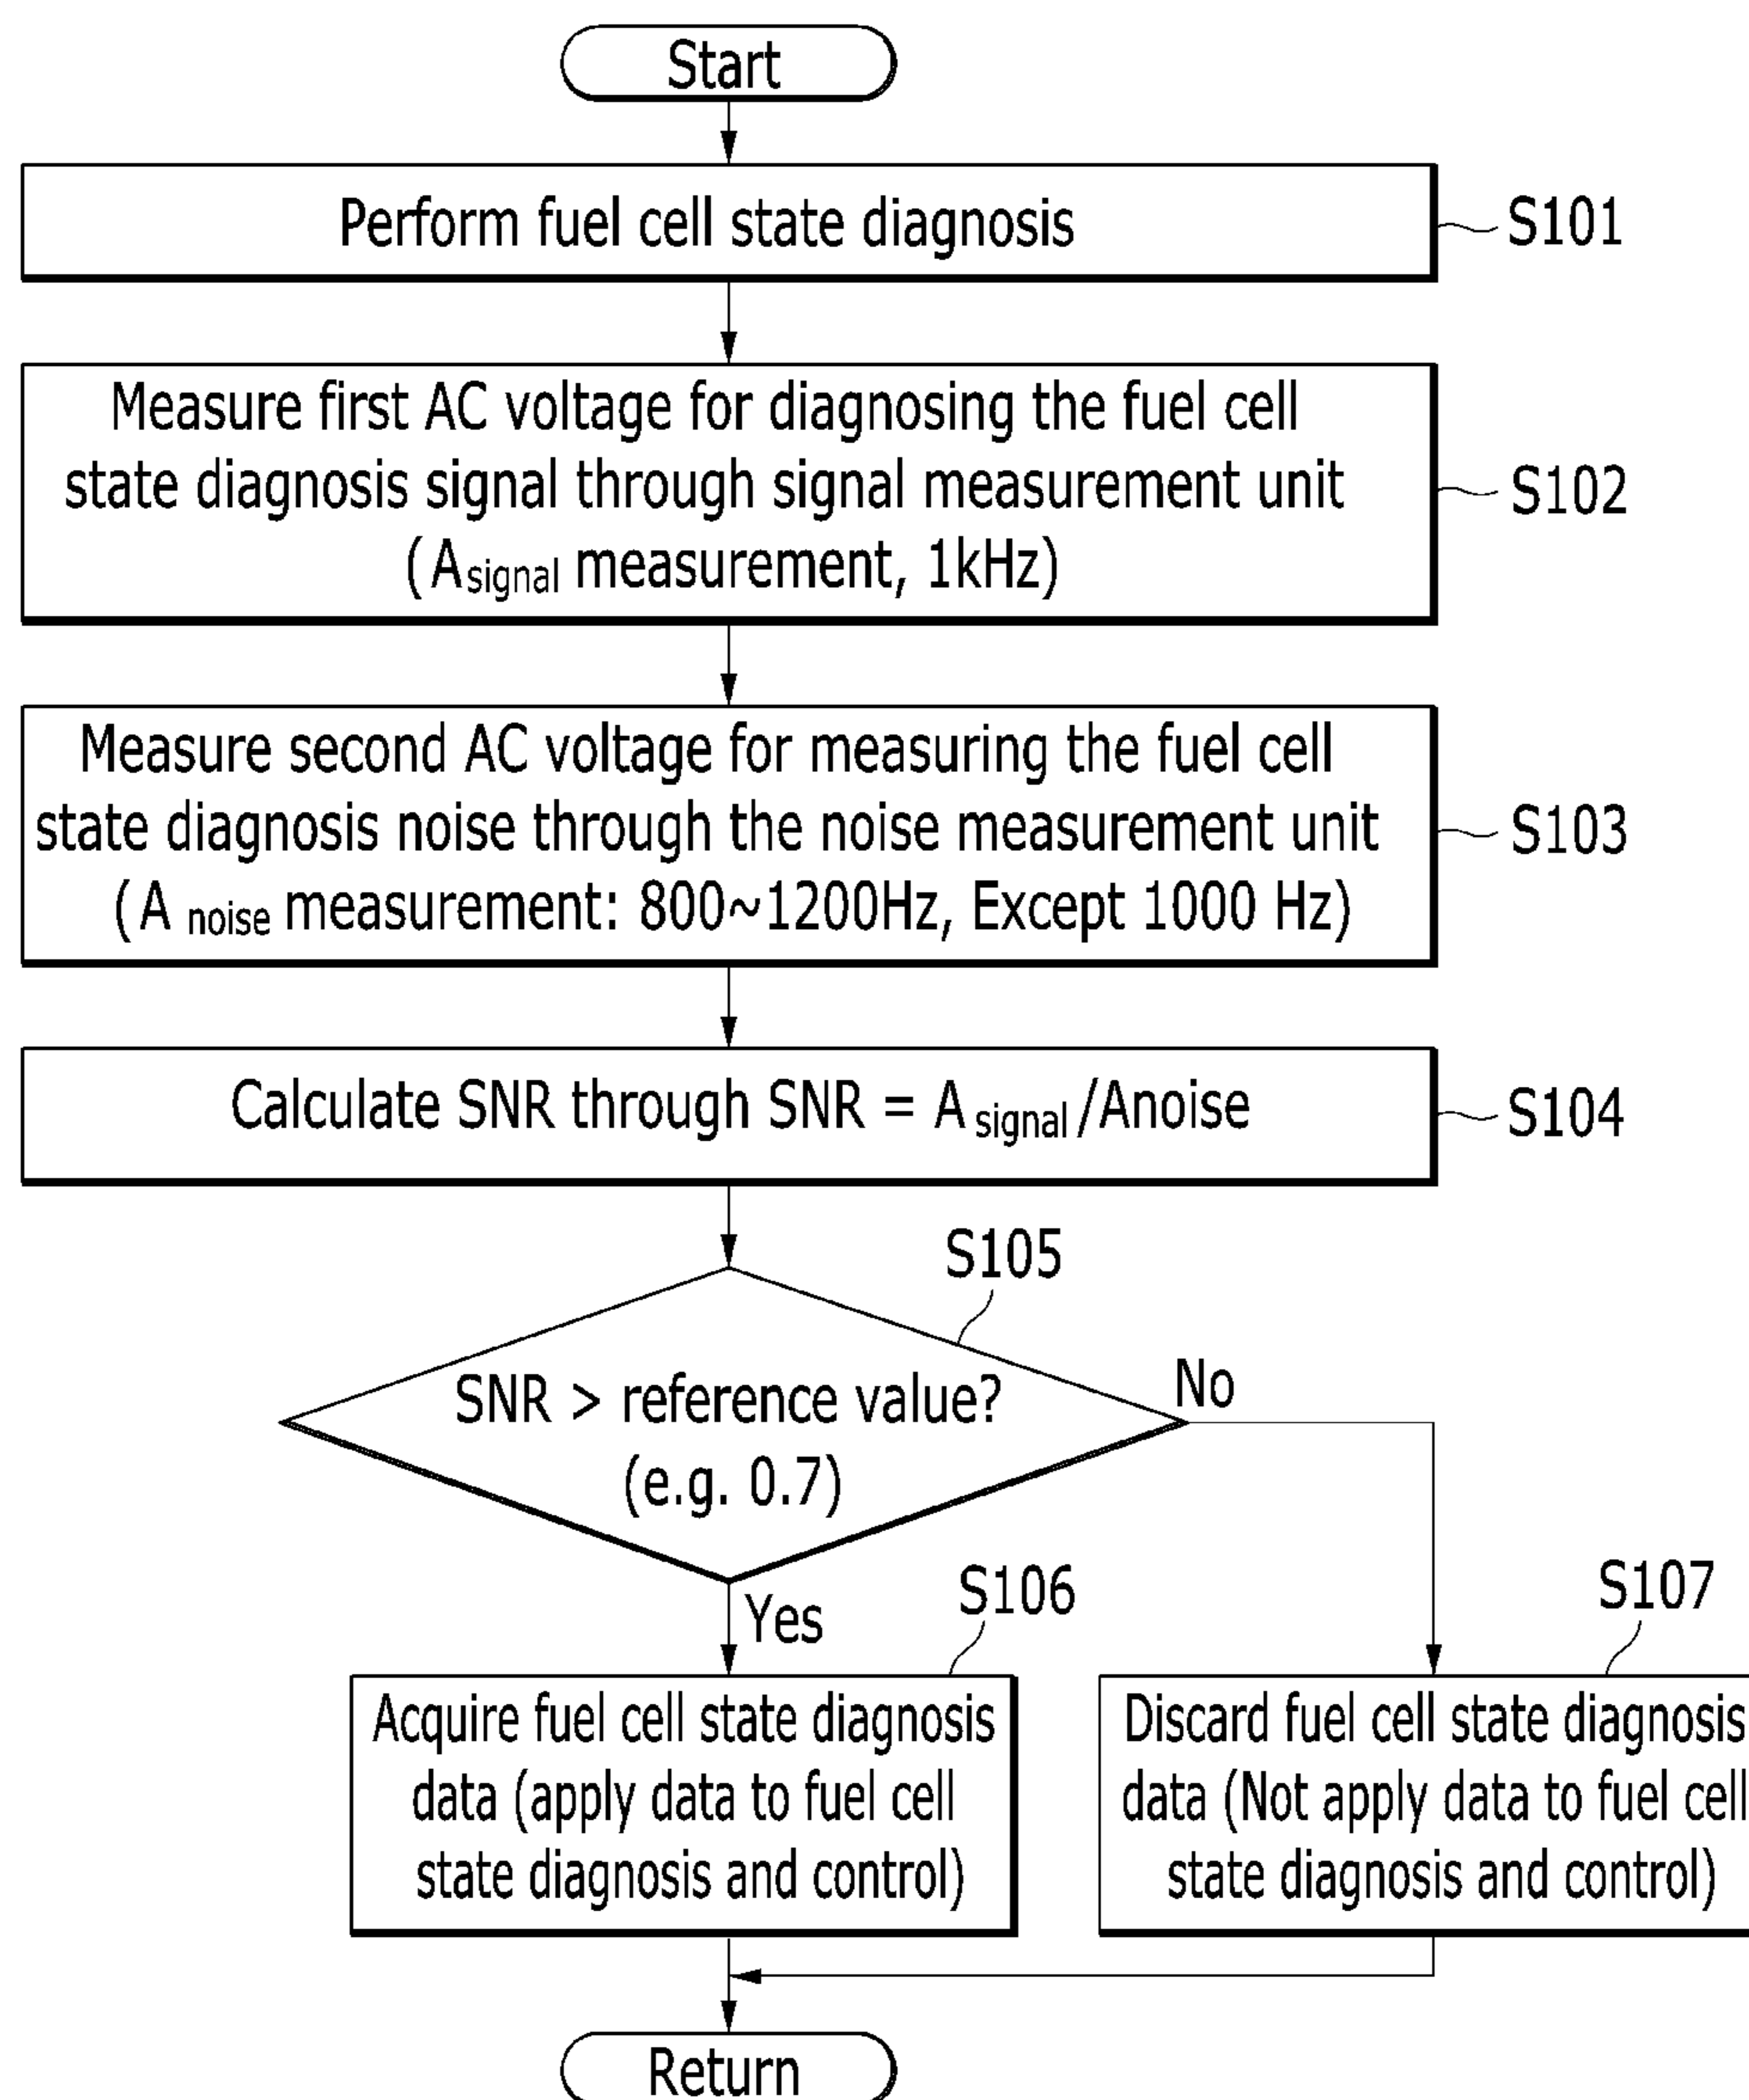 Start
Perform fuel cell state diagnosis
S101
Measure first AC voltage for diagnosing the fuel cell
state diagnosis signal through signal measurement unit
(Asignal measurement, 1kHz)
S102
Measure second AC voltage for measuring the fuel cell
state diagnosis noise through the noise measurement unit
(A noise measurement: 800~1200Hz, Except 1000 Hz)
S103
Calculate SNR through SNR = A signal/Anoise
S104
S105
SNR > reference value?
(e.g. 0.7)
No
Yes
S106
Acquire fuel cell state diagnosis
data (apply data to fuel cell
state diagnosis and control)
S107
Discard fuel cell state diagnosis
data (Not apply data to fuel cell
state diagnosis and control)
Return